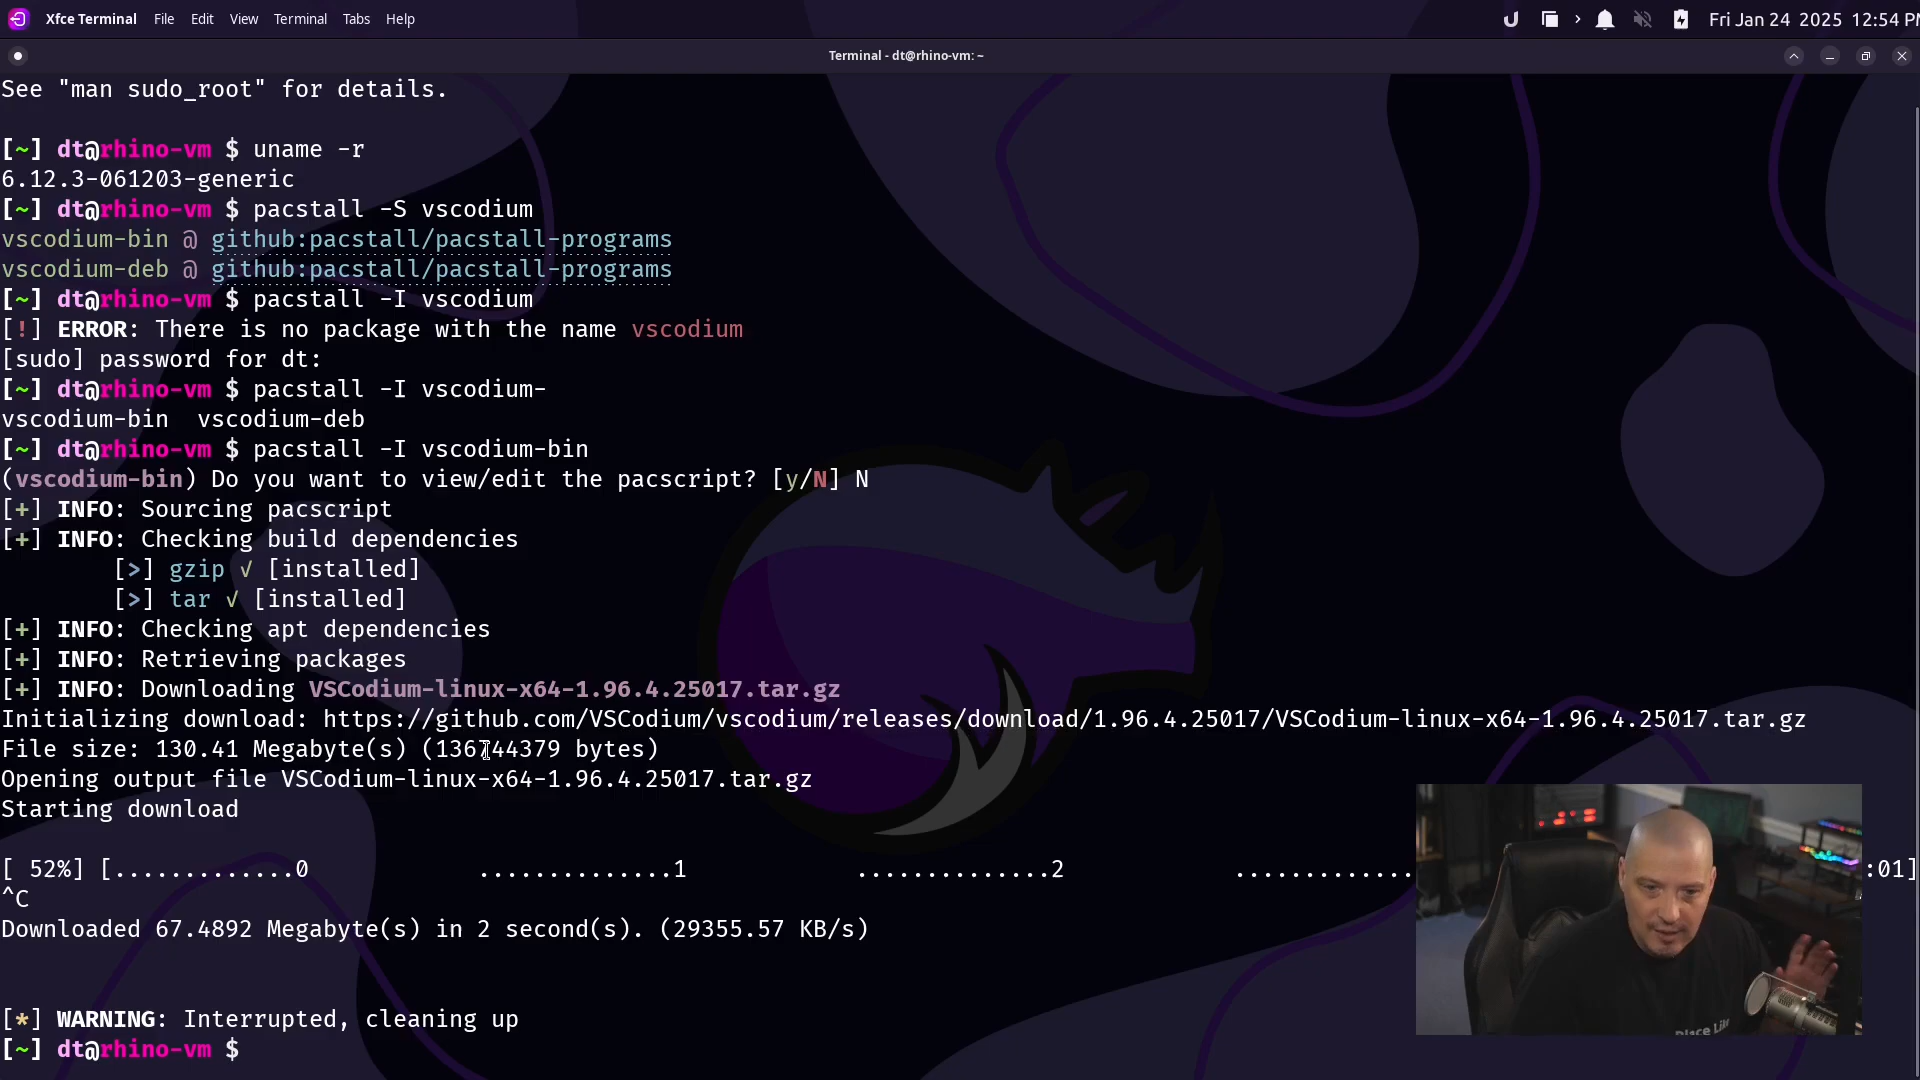 Xfce Terminal File Edit View Terminal Tabs Help
Fri Jan 24 2025 12:54 PM
Terminal - dt@rhino-vm: ~
See "man sudo_root" for details.
[~] dt@rhino-vm $ uname -r
6.12.3-061203-generic
[~] dt@rhino-vm $ pacstall -S vscodium
vscodium-bin @ github:pacstall/pacstall-programs
vscodium-deb @ github:pacstall/pacstall-programs
[~] dt@rhino-vm $ pacstall -I vscodium
[!] ERROR: There is no package with the name vscodium
[sudo] password for dt:
[~] dt@rhino-vm $ pacstall -I vscodium-
vscodium-bin  vscodium-deb
[~] dt@rhino-vm $ pacstall -I vscodium-bin
(vscodium-bin) Do you want to view/edit the pacscript? [y/N] N
[+] INFO: Sourcing pacscript
[+] INFO: Checking build dependencies
[>] gzip √ [installed]
[>] tar √ [installed]
[+] INFO: Checking apt dependencies
[+] INFO: Retrieving packages
[+] INFO: Downloading VSCodium-linux-x64-1.96.4.25017.tar.gz
Initializing download: https://github.com/VSCodium/vscodium/releases/download/1.96.4.25017/VSCodium-linux-x64-1.96.4.25017.tar.gz
File size: 130.41 Megabyte(s) (136744379 bytes)
Opening output file VSCodium-linux-x64-1.96.4.25017.tar.gz
Starting download
[ 52%] [.............0 ..............1 ..............2 ............. :01]
^C
Downloaded 67.4892 Megabyte(s) in 2 second(s). (29355.57 KB/s)
[*] WARNING: Interrupted, cleaning up
[~] dt@rhino-vm $